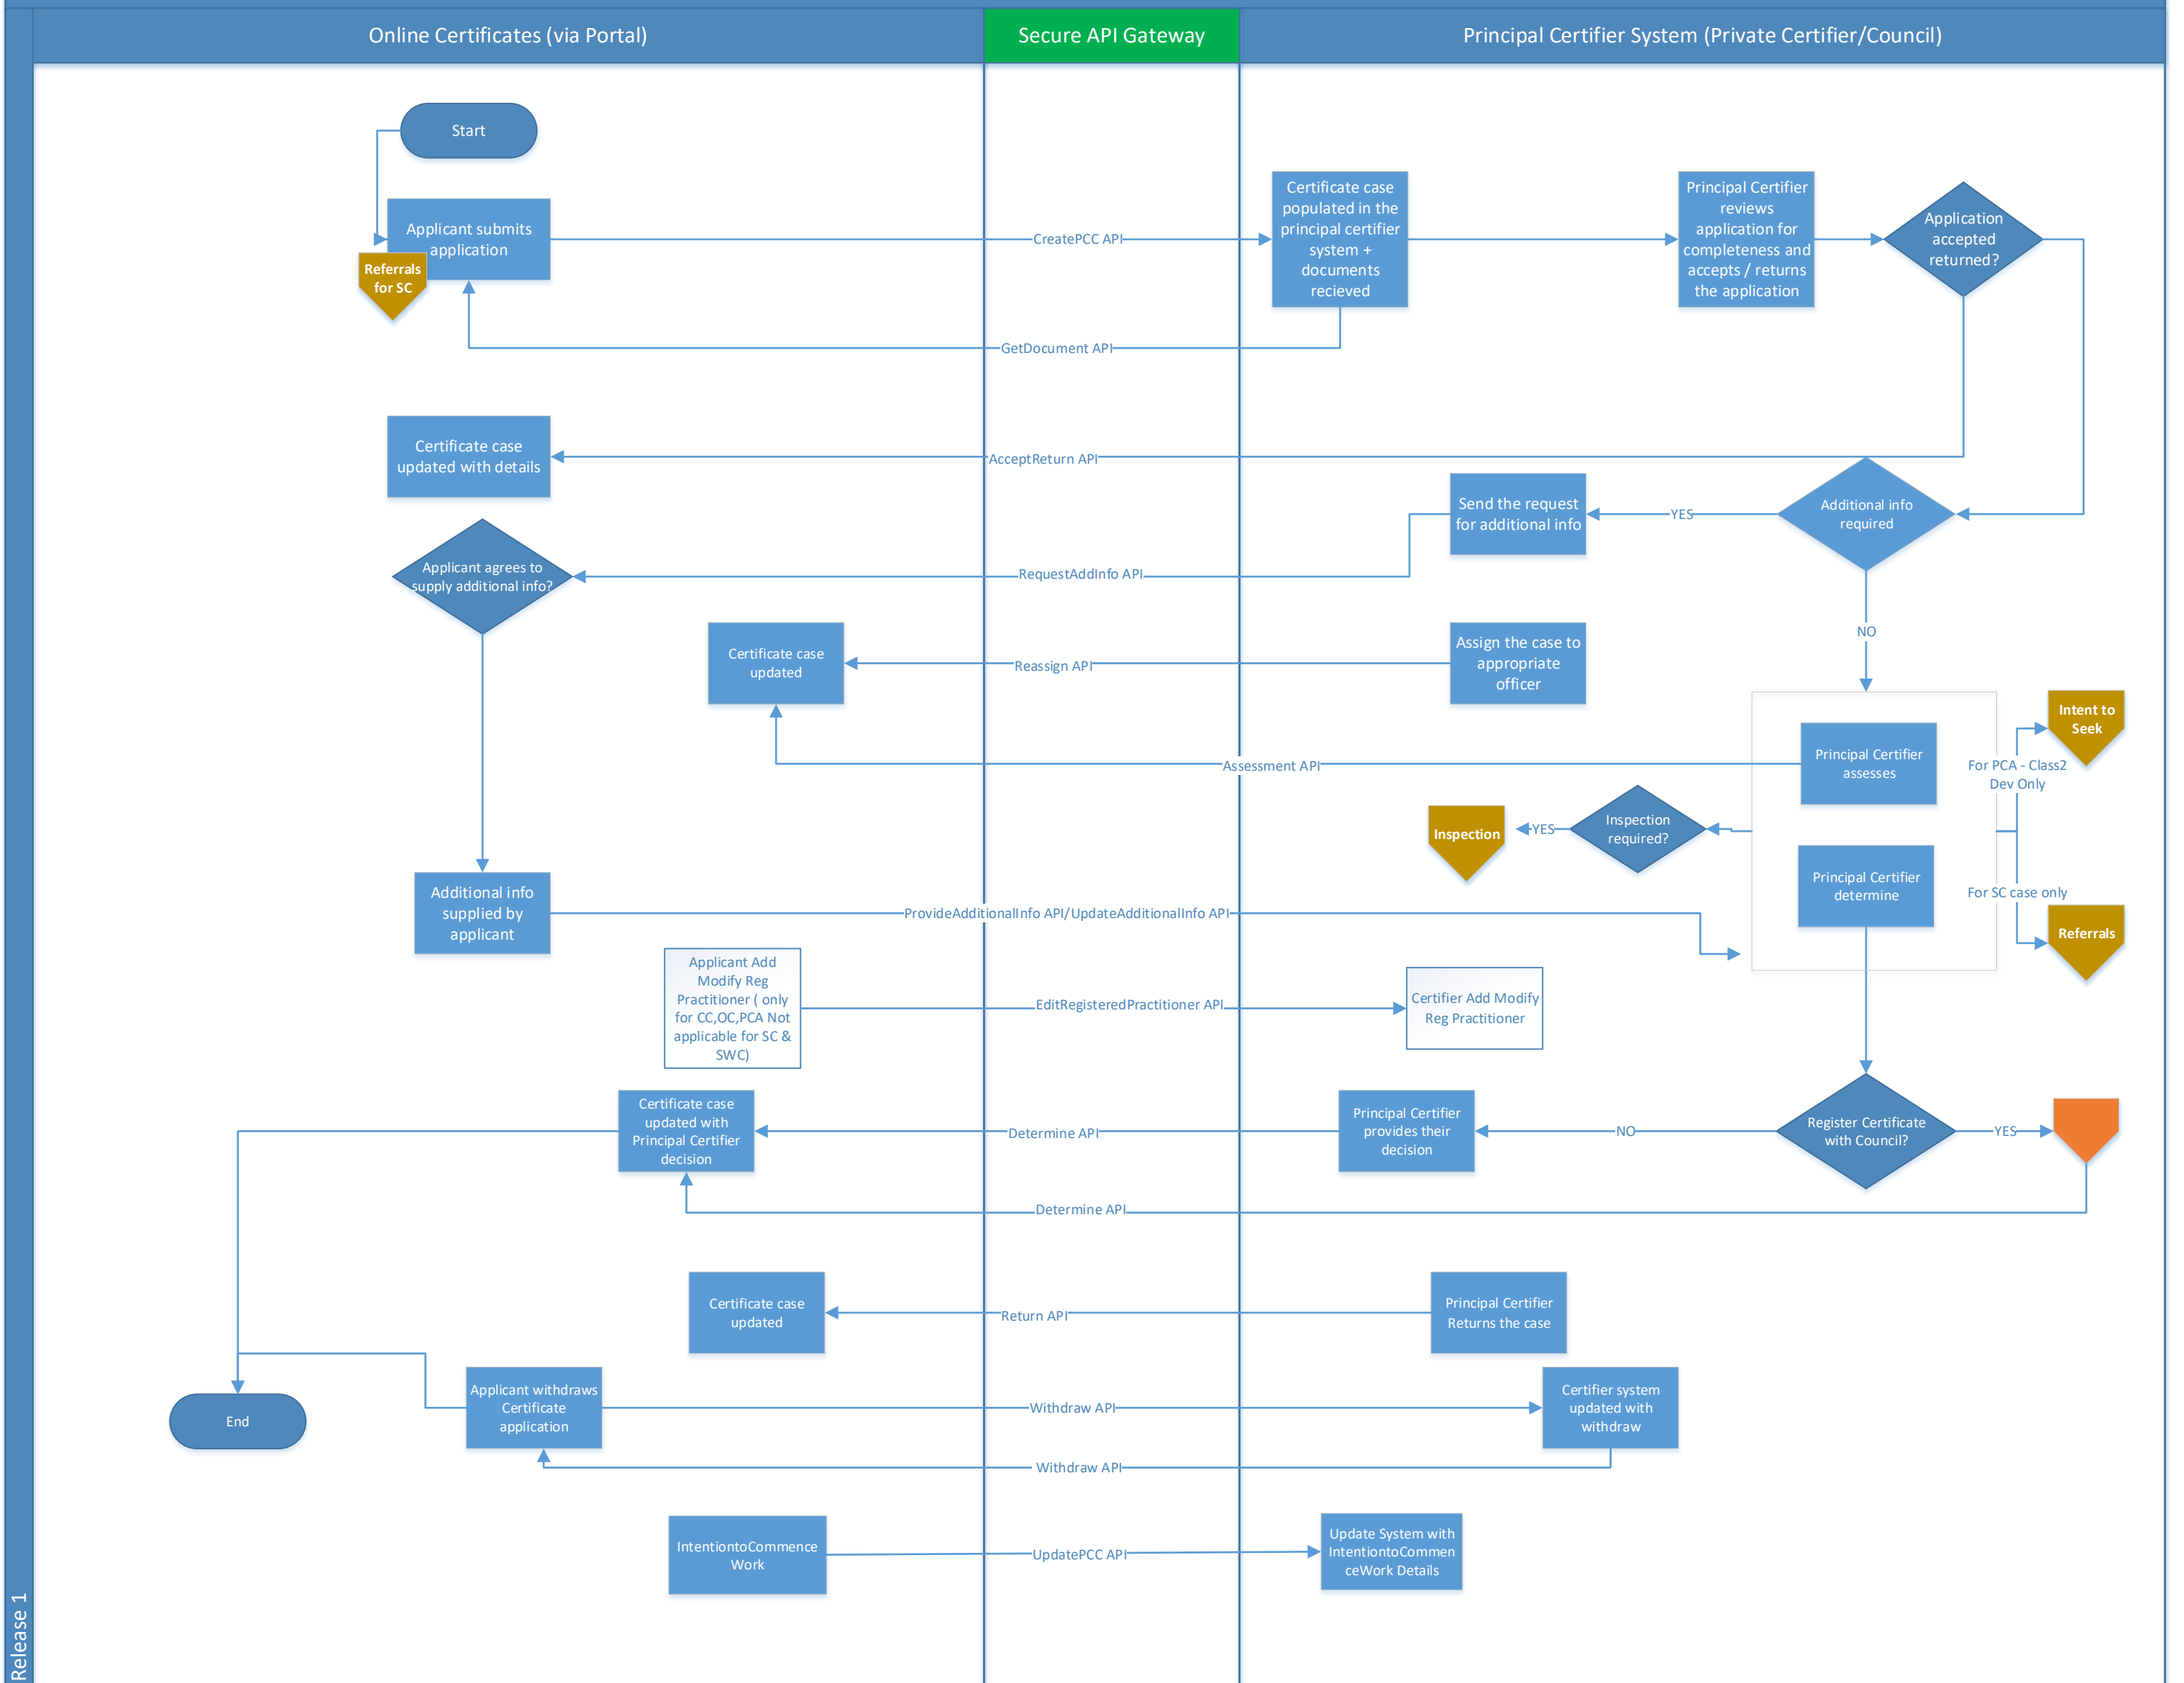 Online Certificates (via Portal)
Secure API Gateway
Principal Certifier System (Private Certifier/Council)
Start
Applicant submits
application
Referrals
for SC
CreatePCC API
Certificate case
populated in the
principal certifier
system +
documents
recieved
Principal Certifier
reviews
application for
completeness and
accepts / returns
the application
Application
accepted
returned?
GetDocument API
Certificate case
updated with details
AcceptReturn API
Send the request
for additional info
YES
Additional info
required
Applicant agrees to
supply additional info?
RequestAddInfo API
NO
Certificate case
updated
Reassign API
Assign the case to
appropriate
officer
Intent to
Seek
Principal Certifier
assesses
Assessment API
For PCA - Class2
Dev Only
Inspection
YES
Inspection
required?
Principal Certifier
determine
For SC case only
Referrals
Additional info
supplied by
applicant
ProvideAdditionalInfo API/UpdateAdditionalInfo API
Applicant Add
Modify Reg
Practitioner ( only
for CC,OC,PCA Not
applicable for SC &
SWC)
EditRegisteredPractitioner API
Certifier Add Modify
Reg Practitioner
Certificate case
updated with
Principal Certifier
decision
Determine API
Principal Certifier
provides their
decision
NO
Register Certificate
with Council?
YES
Determine API
Certificate case
updated
Return API
Principal Certifier
Returns the case
End
Applicant withdraws
Certificate
application
Withdraw API
Certifier system
updated with
withdraw
Withdraw API
IntentiontoCommence
Work
UpdatePCC API
Update System with
IntentiontoCommen
ceWork Details
Release 1